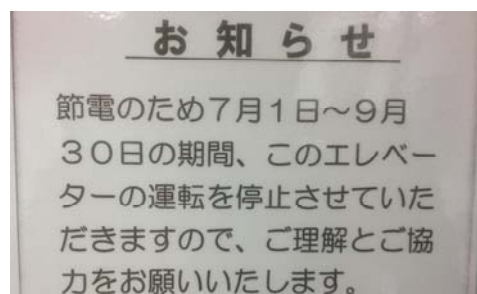 お知らせ
節電のため７月１日～９月
３０日の期間、このエレベー
ターの運転を停止させていた
だきますので、ご理解とご協
力をお願いいたします。